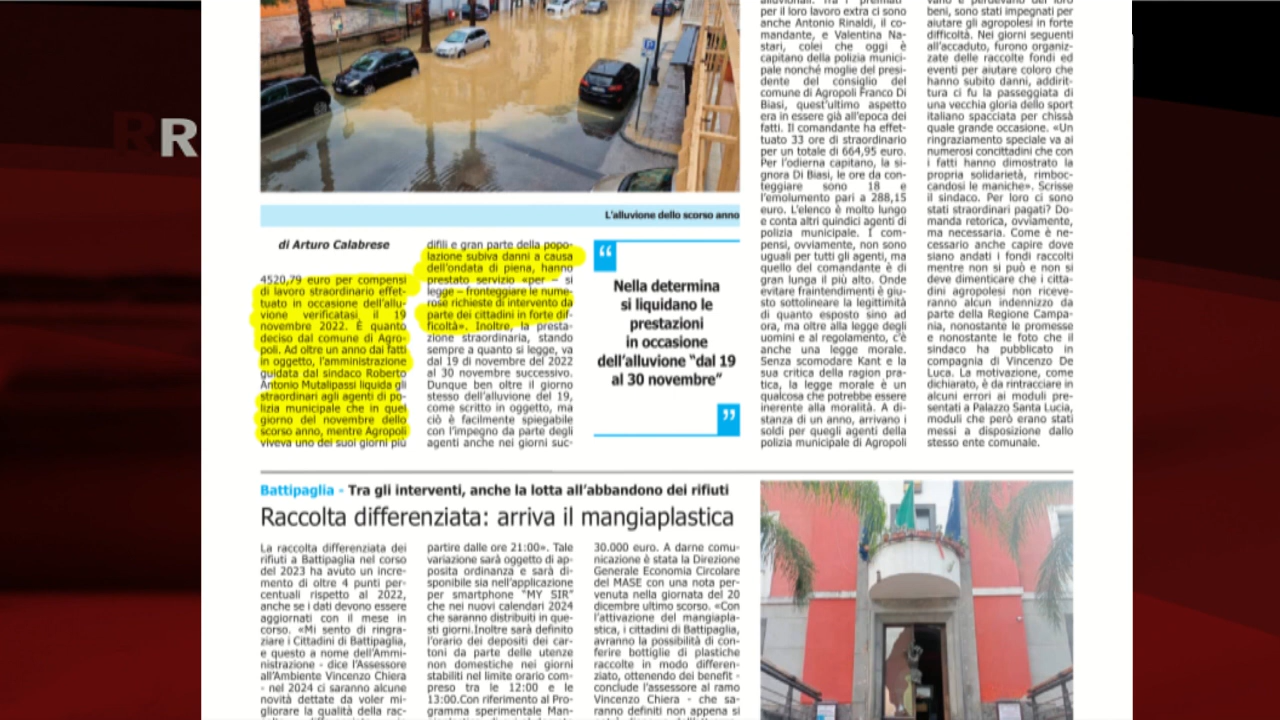 RR
L'alluvione dello scorso anno
di Arturo Calabrese
4520,79 euro per compensi
di lavoro straordinario effet-
tuato in occasione dell'allu-
vione verificatasi il 19
novembre 2022. È quanto
deciso dal comune di Agro-
poli. Ad oltre un anno dai fatti
in oggetto, l'amministrazione
guidata dal sindaco Roberto
Antonio Mutalipassi liquida gli
straordinari agli agenti di po-
lizia municipale che in quel
giorno del novembre dello
scorso anno, mentre Agropoli
viveva uno dei suoi giorni più
difili e gran parte della popo-
lazione subiva danni a causa
dell'ondata di piena, hanno
prestato servizio «per – si
legge – fronteggiare le nume-
rose richieste di intervento da
parte dei cittadini in forte dif-
ficoltà». Inoltre, la presta-
zione straordinaria, stando
sempre a quanto si legge, va
dal 19 di novembre del 2022
al 30 novembre successivo.
Dunque ben oltre il giorno
stesso dell'alluvione del 19,
come scritto in oggetto, ma
ciò è facilmente spiegabile
con l'impegno da parte degli
agenti anche nei giorni suc-
“
Nella determina
si liquidano le
prestazioni
in occasione
dell'alluvione “dal 19
al 30 novembre”
”
per il loro lavoro extra ci sono
anche Antonio Rinaldi, il co-
mandante, e Valentina Na-
stari, colei che oggi è
capitano della polizia munici-
pale nonché moglie del presi-
dente del consiglio del
comune di Agropoli Franco Di
Biasi, quest'ultimo aspetto
era in essere già all'epoca dei
fatti. Il comandante ha effet-
tuato 33 ore di straordinario
per un totale di 664,95 euro.
Per l'odierna capitano, la si-
gnora Di Biasi, le ore da con-
teggiare sono 18 e
l'emolumento pari a 288,15
euro. L'elenco è molto lungo
e conta altri quindici agenti di
polizia municipale. I com-
pensi, ovviamente, non sono
uguali per tutti gli agenti, ma
quello del comandante è di
gran lunga il più alto. Onde
evitare fraintendimenti è giu-
sto sottolineare la legittimità
di quanto esposto sino ad
ora, ma oltre alla legge degli
uomini e al regolamento, c'è
anche una legge morale.
Senza scomodare Kant e la
sua critica della ragion pra-
tica, la legge morale è un
qualcosa che potrebbe essere
inerente alla moralità. A di-
stanza di un anno, arrivano i
soldi per quegli agenti della
polizia municipale di Agropoli
beni, sono stati impegnati per
aiutare gli agropolesi in forte
difficoltà. Nei giorni seguenti
all'accaduto, furono organiz-
zate delle raccolte fondi ed
eventi per aiutare coloro che
hanno subito danni, addirit-
tura ci fu la passeggiata di
una vecchia gloria dello sport
italiano spacciata per chissà
quale grande occasione. «Un
ringraziamento speciale va ai
numerosi concittadini che con
i fatti hanno dimostrato la
propria solidarietà, rimboc-
candosi le maniche». Scrisse
il sindaco. Per loro ci sono
stati straordinari pagati? Do-
manda retorica, ovviamente,
ma necessaria. Come è ne-
cessario anche capire dove
siano andati i fondi raccolti
mentre non si può e non si
deve dimenticare che i citta-
dini agropolesi non riceve-
ranno alcun indennizzo da
parte della Regione Campa-
nia, nonostante le promesse
e nonostante le foto che il
sindaco ha pubblicato in
compagnia di Vincenzo De
Luca. La motivazione, come
dichiarato, è da rintracciare in
alcuni errori ai moduli pre-
sentati a Palazzo Santa Lucia,
moduli che però erano stati
messi a disposizione dallo
stesso ente comunale.
Battipaglia - Tra gli interventi, anche la lotta all'abbandono dei rifiuti
Raccolta differenziata: arriva il mangiaplastica
La raccolta differenziata dei
rifiuti a Battipaglia nel corso
del 2023 ha avuto un incre-
mento di oltre 4 punti per-
centuali rispetto al 2022,
anche se i dati devono essere
aggiornati con il mese in
corso. «Mi sento di ringra-
ziare i Cittadini di Battipaglia,
e questo a nome dell'Ammi-
nistrazione - dice l'Assessore
all'Ambiente Vincenzo Chiera
- nel 2024 ci saranno alcune
novità dettate da voler mi-
gliorare la qualità della rac-
partire dalle ore 21:00». Tale
variazione sarà oggetto di ap-
posita ordinanza e sarà di-
sponibile sia nell'applicazione
per smartphone "MY SIR"
che nei nuovi calendari 2024
che saranno distribuiti in que-
sti giorni.Inoltre sarà definito
l'orario dei depositi dei car-
toni da parte delle utenze
non domestiche nei giorni
stabiliti nel limite orario com-
preso tra le 12:00 e le
13:00.Con riferimento al Pro-
gramma sperimentale Man-
30.000 euro. A darne comu-
nicazione è stata la Direzione
Generale Economia Circolare
del MASE con una nota per-
venuta nella giornata del 20
dicembre ultimo scorso. «Con
l'attivazione del mangiapla-
stica, i cittadini di Battipaglia,
avranno la possibilità di con-
ferire bottiglie di plastiche
raccolte in modo differen-
ziato, ottenendo dei benefit -
conclude l'assessore al ramo
Vincenzo Chiera - che sa-
ranno definiti non appena si